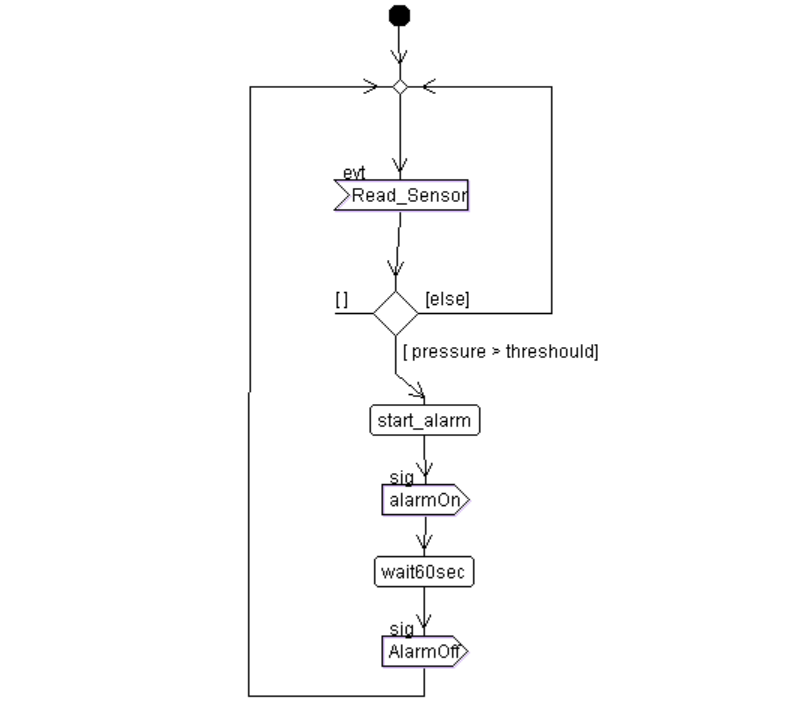 evt
Read_Sensor
[ ]
[else]
[ pressure > threshould]
start_alarm
sig
alarmOn
wait60sec
sig
AlarmOff